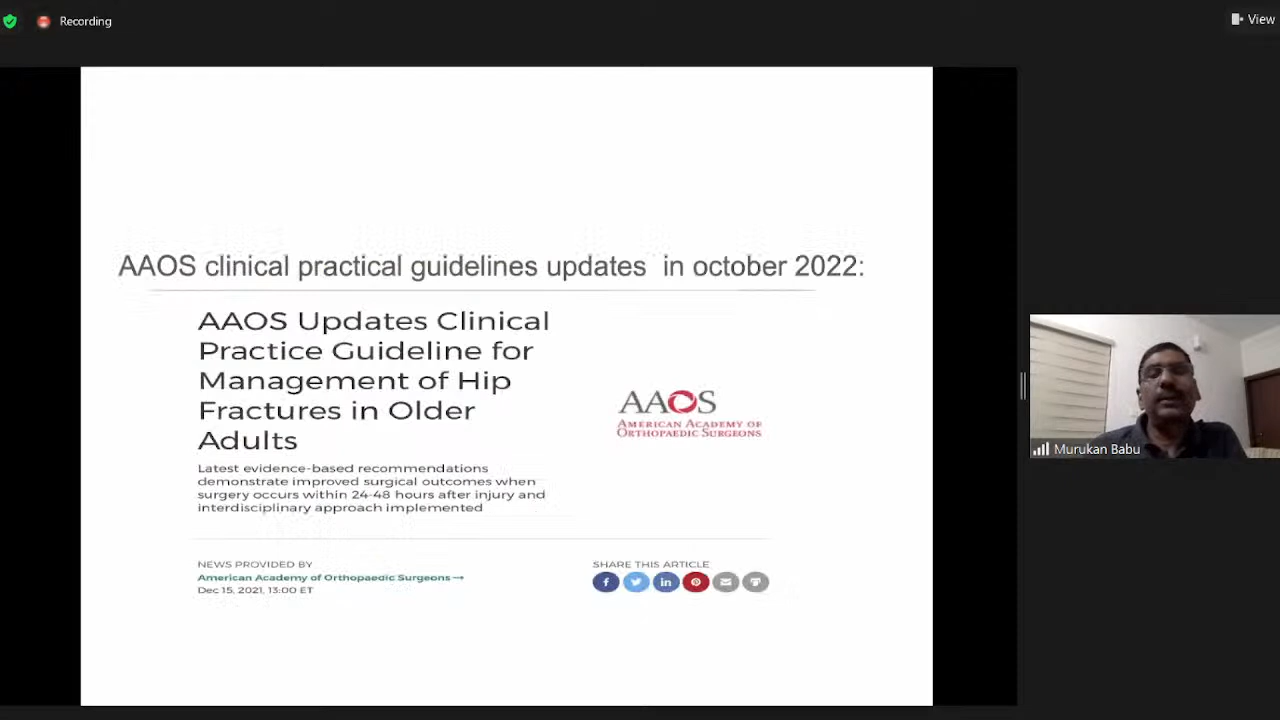 Recording
View
AAOS clinical practical guidelines updates in october 2022:
AAOS Updates Clinical
Practice Guideline for
Management of Hip
Fractures in Older
Adults
Latest evidence-based recommendations
demonstrate improved surgical outcomes when
surgery occurs within 24-48 hours after injury and
interdisciplinary approach implemented
AAOS
AMERICAN ACADEMY OF
ORTHOPAEDIC SURGEONS
NEWS PROVIDED BY
American Academy of Orthopaedic Surgeons →
Dec 15, 2021, 13:00 ET
SHARE THIS ARTICLE
Murukan Babu